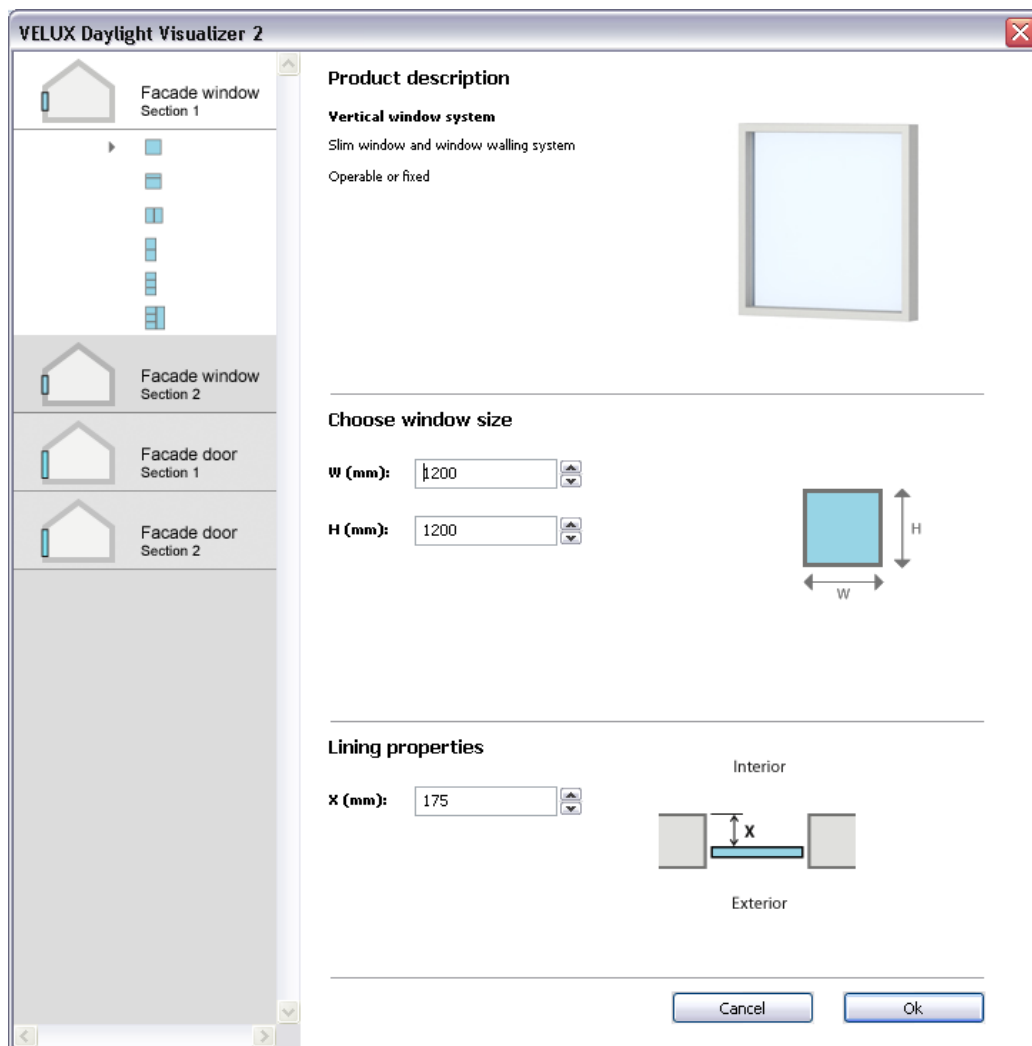 VELUX Daylight Visualizer 2
Facade window
Section 1
Facade window
Section 2
Facade door
Section 1
Facade door
Section 2
Product description
Vertical window system
Slim window and window walling system
Operable or fixed
Choose window size
W (mm): 1200
H (mm): 1200
H
W
Lining properties
X (mm): 175
Interior
X
Exterior
Cancel Ok